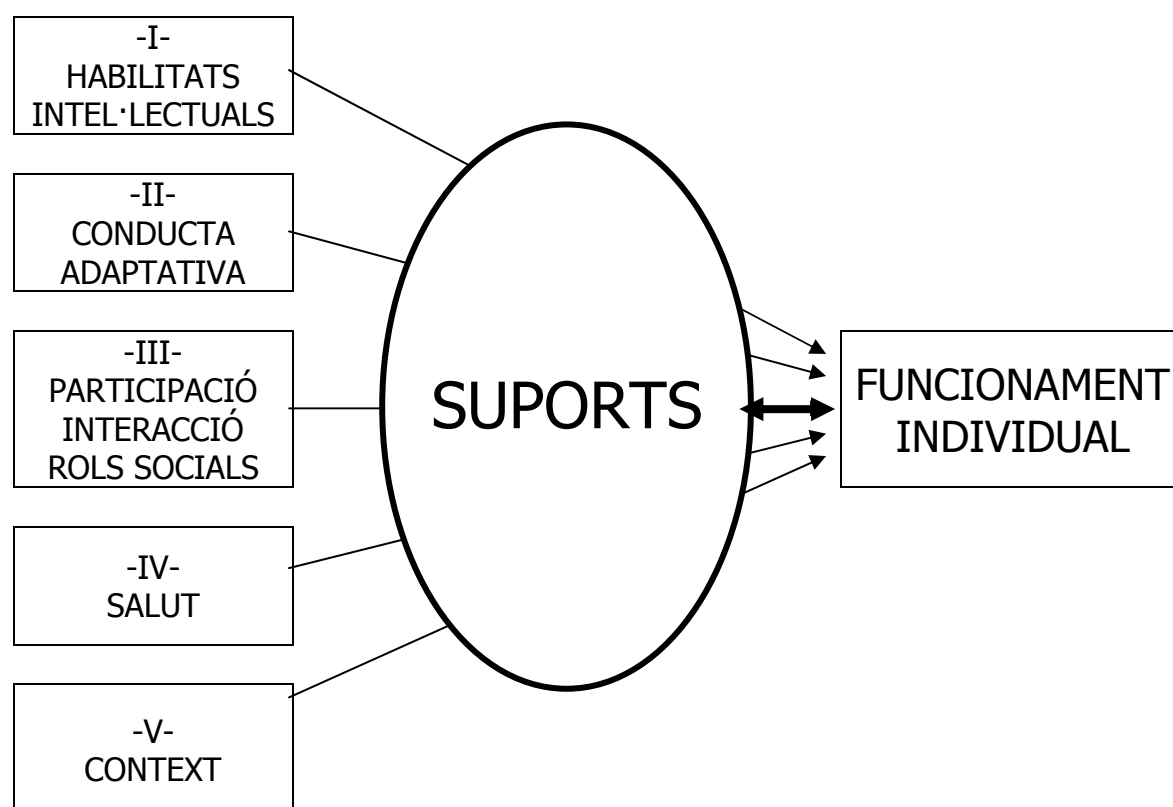 -I-
HABILITATS
INTEL·LECTUALS
-II-
CONDUCTA
ADAPTATIVA
-III-
PARTICIPACIÓ
INTERACCIÓ
ROLS SOCIALS
-IV-
SALUT
-V-
CONTEXT
SUPORTS
FUNCIONAMENT
INDIVIDUAL